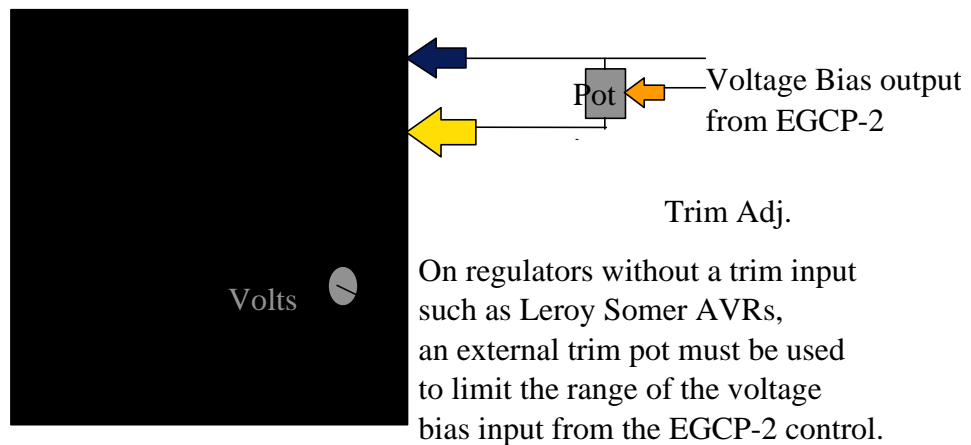 Pot
Voltage Bias output
from EGCP-2
Trim Adj.
Volts
On regulators without a trim input
such as Leroy Somer AVRs,
an external trim pot must be used
to limit the range of the voltage
bias input from the EGCP-2 control.